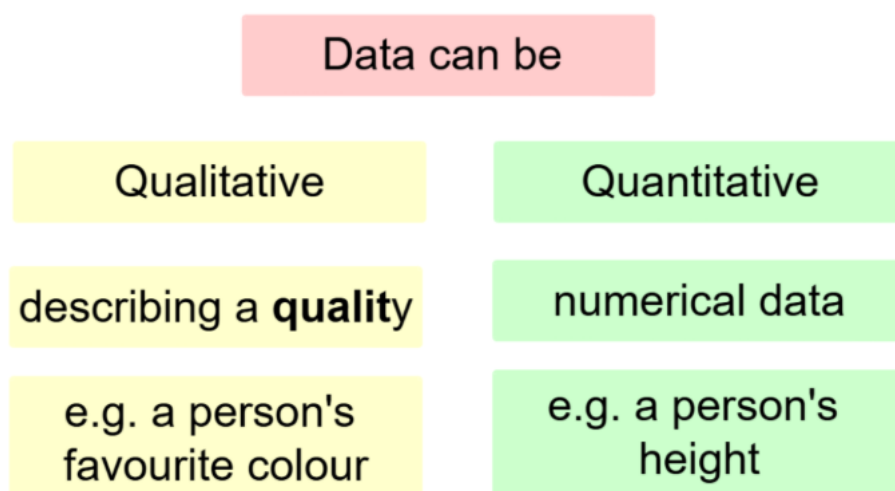 Data can be
Qualitative
Quantitative
describing a quality
numerical data
e.g. a person's
favourite colour
e.g. a person's
height